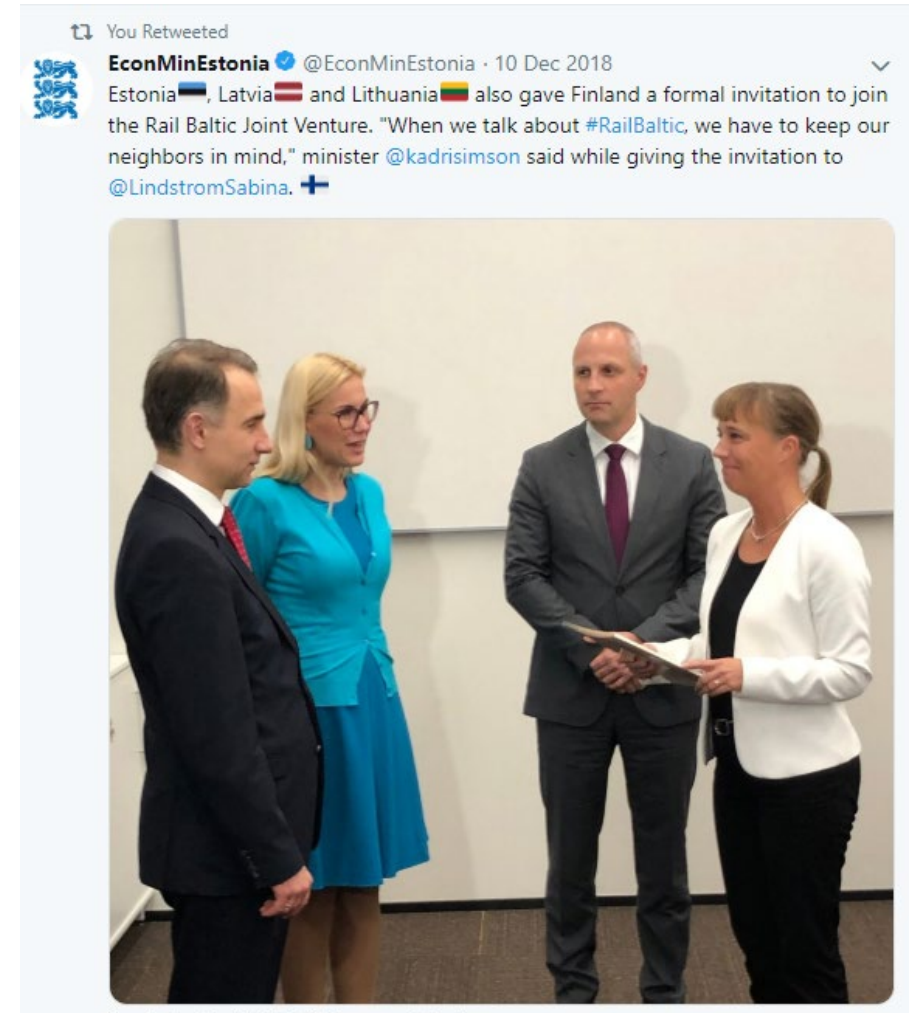 You Retweeted
EconMinEstonia @EconMinEstonia · 10 Dec 2018
Estonia🇪🇪, Latvia🇱🇻 and Lithuania🇱🇹 also gave Finland a formal invitation to join
the Rail Baltic Joint Venture. "When we talk about #RailBaltic, we have to keep our
neighbors in mind," minister @kadrisimson said while giving the invitation to
@LindstromSabina. 🇫🇮